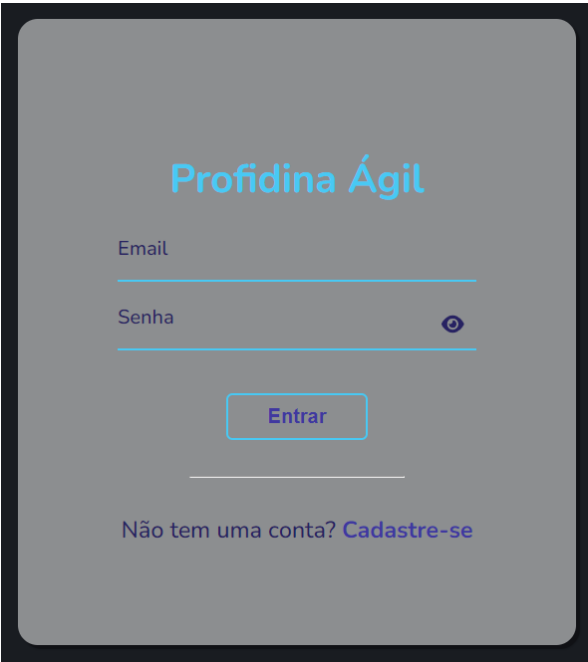 Profidina Ágil
Email
Senha
Entrar
Não tem uma conta? Cadastre-se